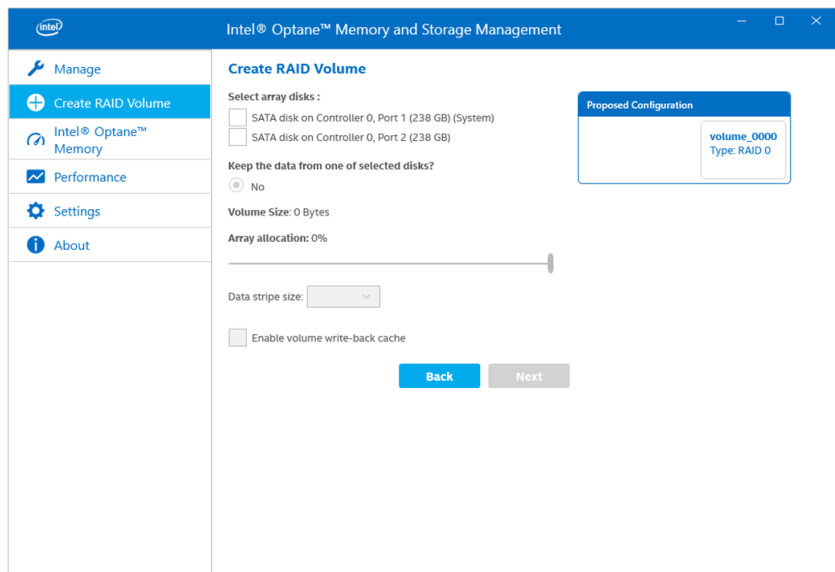 intel
Intel® Optane™ Memory and Storage Management
Manage
Create RAID Volume
Intel® Optane™
Memory
Performance
Settings
About
Create RAID Volume
Select array disks :
SATA disk on Controller 0, Port 1 (238 GB) (System)
SATA disk on Controller 0, Port 2 (238 GB)
Keep the data from one of selected disks?
No
Volume Size: 0 Bytes
Array allocation: 0%
Data stripe size:
Enable volume write-back cache
Back
Next
Proposed Configuration
volume_0000
Type: RAID 0